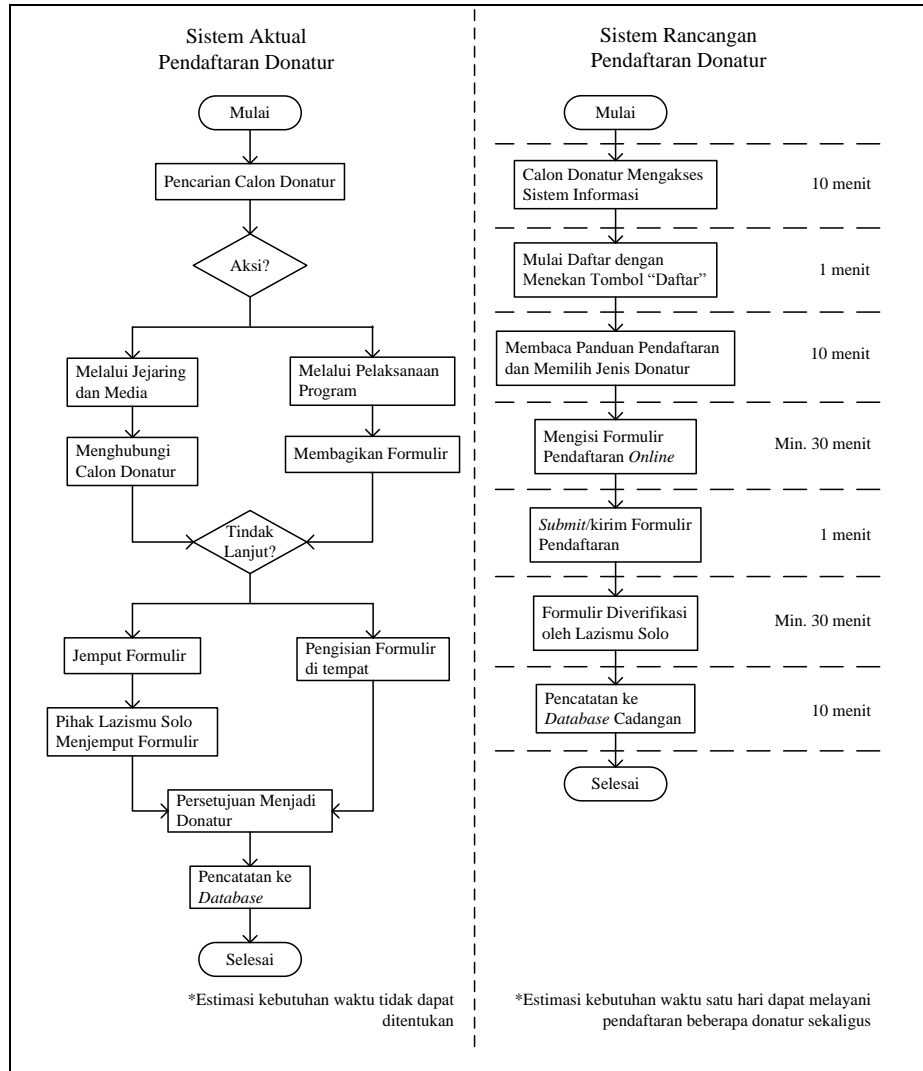 Sistem Aktual
Pendaftaran Donatur
Mulai
Pencarian Calon Donatur
Aksi?
Melalui Jejaring
dan Media
Melalui Pelaksanaan
Program
Menghubungi
Calon Donatur
Membagikan Formulir
Tindak
Lanjut?
Jemput Formulir
Pengisian Formulir
di tempat
Pihak Lazismu Solo
Menjemput Formulir
Persetujuan Menjadi
Donatur
Pencatatan ke
Database
Selesai
*Estimasi kebutuhan waktu tidak dapat
ditentukan
Sistem Rancangan
Pendaftaran Donatur
Mulai
Calon Donatur Mengakses
Sistem Informasi
10 menit
Mulai Daftar dengan
Menekan Tombol “Daftar”
1 menit
Membaca Panduan Pendaftaran
dan Memilih Jenis Donatur
10 menit
Mengisi Formulir
Pendaftaran Online
Min. 30 menit
Submit/kirim Formulir
Pendaftaran
1 menit
Formulir Diverifikasi
oleh Lazismu Solo
Min. 30 menit
Pencatatan ke
Database Cadangan
10 menit
Selesai
*Estimasi kebutuhan waktu satu hari dapat melayani
pendaftaran beberapa donatur sekaligus